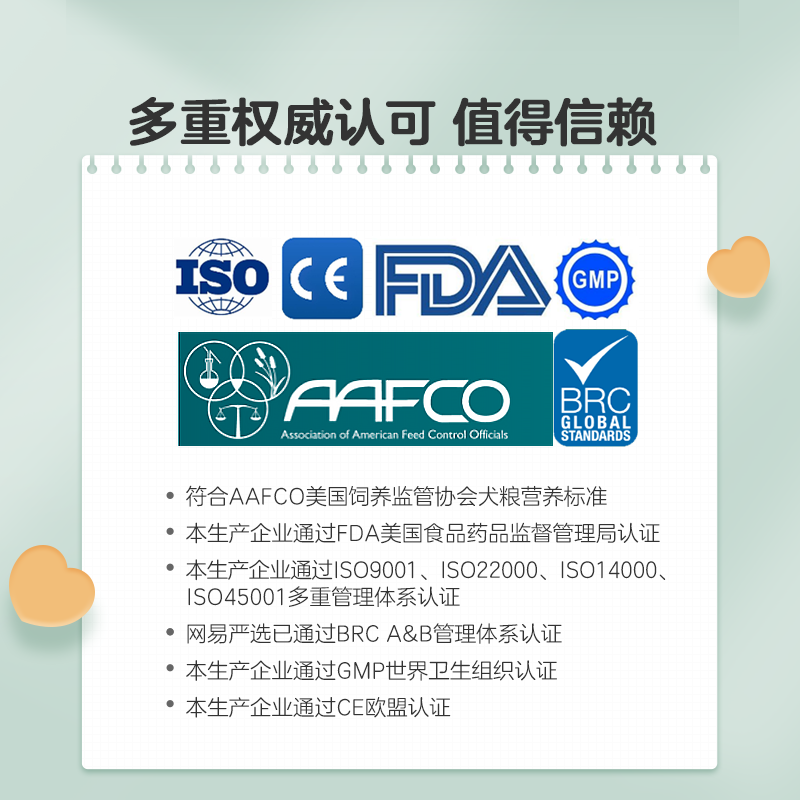 多重权威认可 值得信赖
ISO
CE
FDA
GMP
AAFCO
Association of American Feed Control Officials
BRC
GLOBAL
STANDARDS
• 符合AAFCO美国饲养监管协会犬粮营养标准
• 本生产企业通过FDA美国食品药品监督管理局认证
• 本生产企业通过ISO9001、ISO22000、ISO14000、
ISO45001多重管理体系认证
• 网易严选已通过BRC A&B管理体系认证
• 本生产企业通过GMP世界卫生组织认证
• 本生产企业通过CE欧盟认证